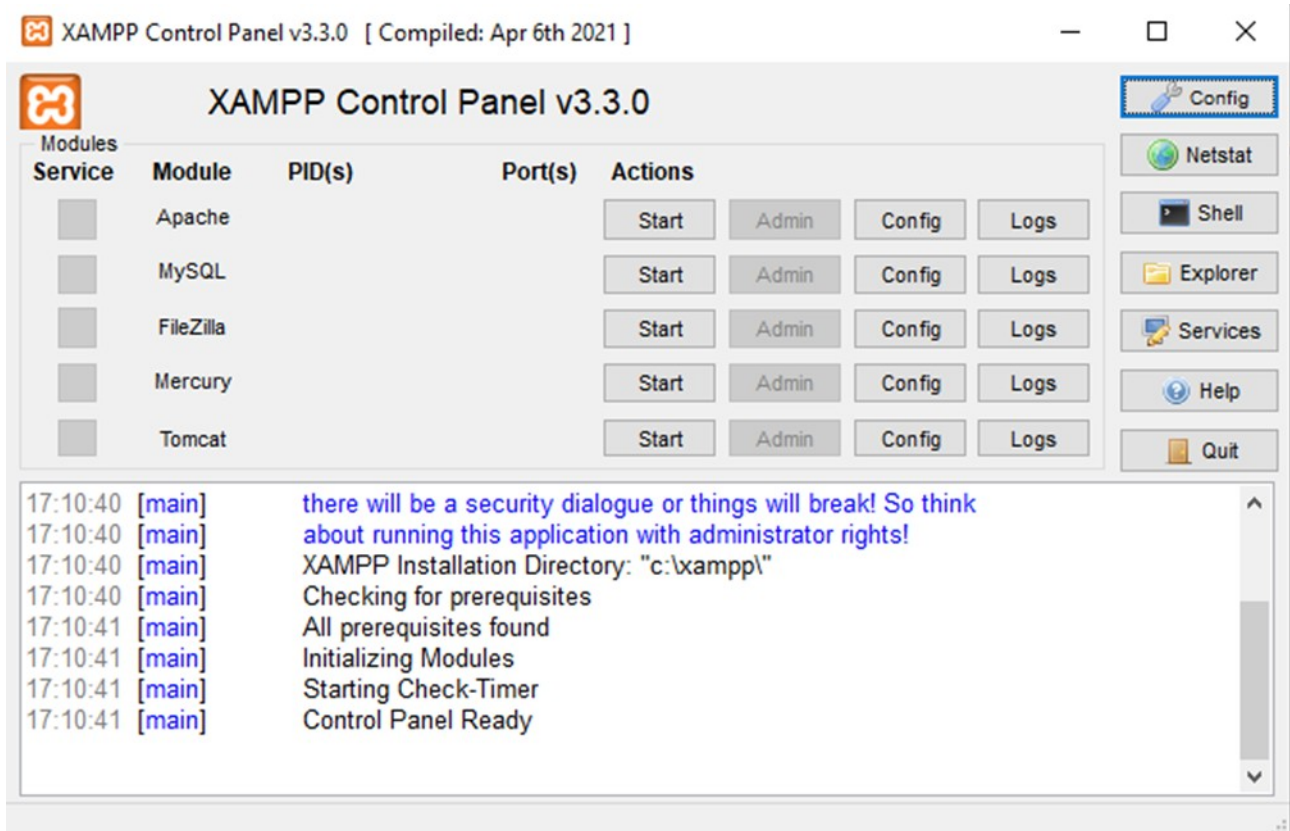 XAMPP Control Panel v3.3.0 [ Compiled: Apr 6th 2021 ]
XAMPP Control Panel v3.3.0
Config
Modules
Service Module PID(s) Port(s) Actions
Netstat
Apache Start Admin Config Logs
Shell
MySQL Start Admin Config Logs
Explorer
FileZilla Start Admin Config Logs
Services
Mercury Start Admin Config Logs
Help
Tomcat Start Admin Config Logs
Quit
17:10:40 [main] there will be a security dialogue or things will break! So think
17:10:40 [main] about running this application with administrator rights!
17:10:40 [main] XAMPP Installation Directory: "c:\xampp\"
17:10:40 [main] Checking for prerequisites
17:10:41 [main] All prerequisites found
17:10:41 [main] Initializing Modules
17:10:41 [main] Starting Check-Timer
17:10:41 [main] Control Panel Ready